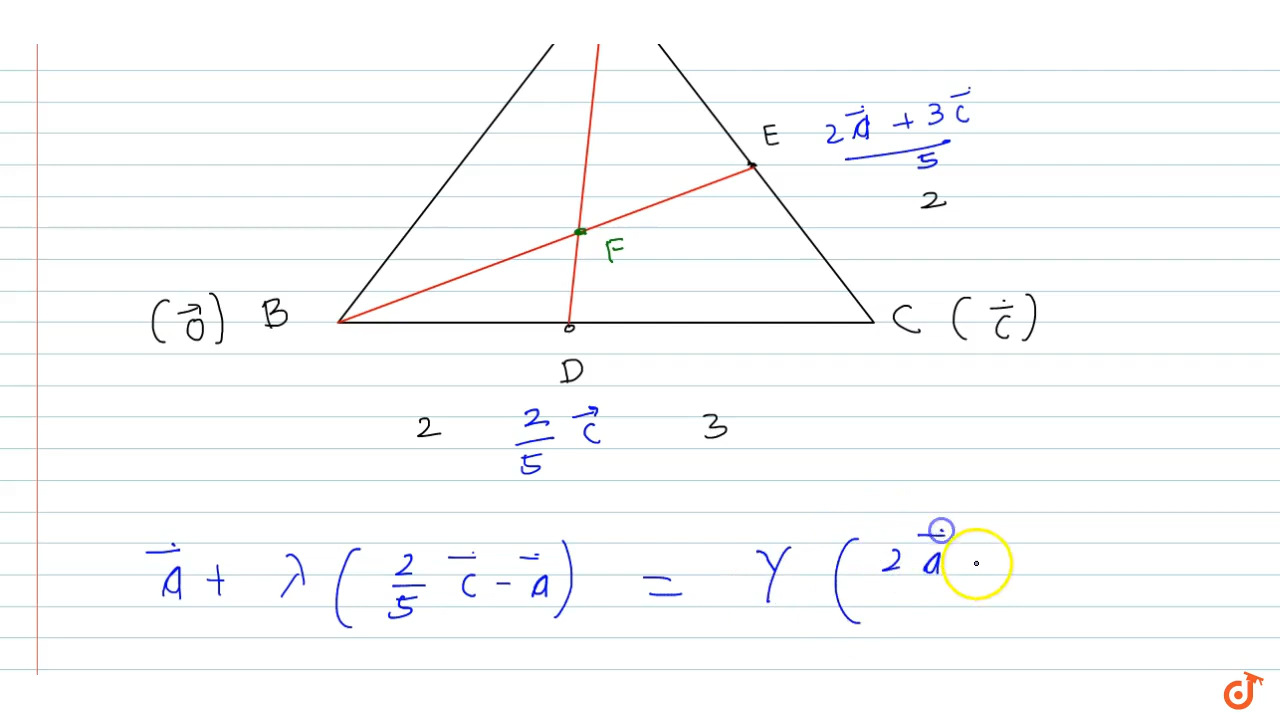 E
2a⃗ + 3c⃗
5
2
F
(0⃗) B
C (c⃗)
D
2
2/5 c⃗
3
a⃗ + λ(2/5 c⃗ - a⃗) = γ(2a⃗